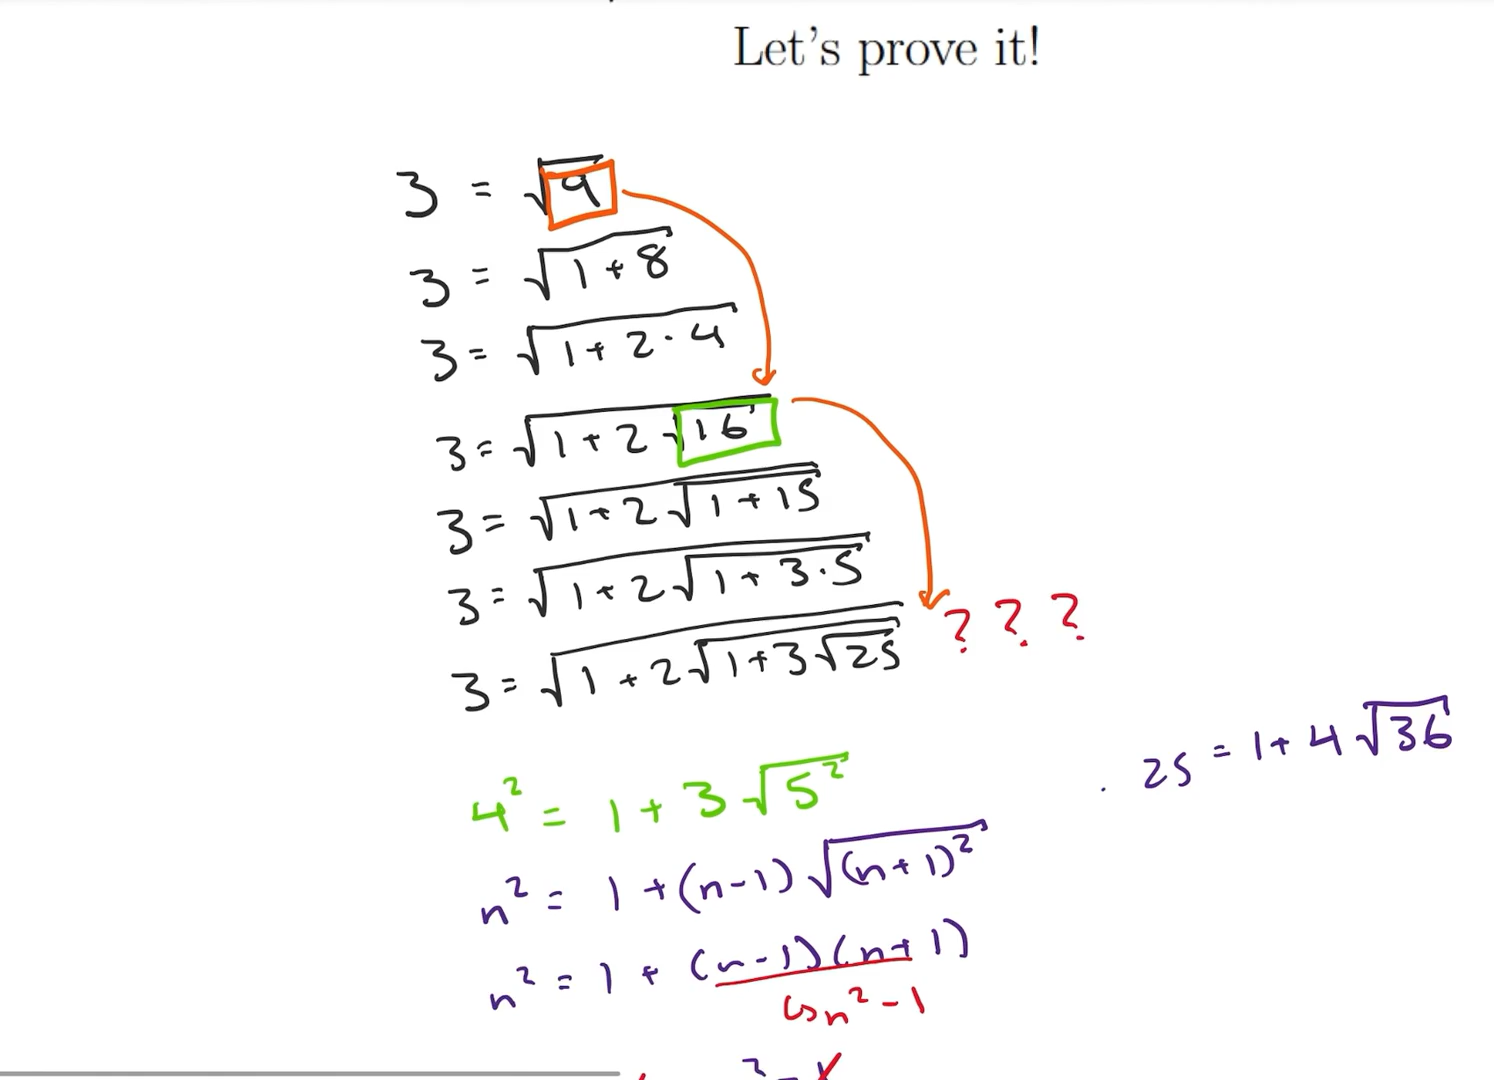 Let's prove it!
3 = √9
3 = √(1 + 8)
3 = √(1 + 2 · 4)
3 = √(1 + 2√16)
3 = √(1 + 2√(1 + 15))
3 = √(1 + 2√(1 + 3 · 5))
3 = √(1 + 2√(1 + 3√25)) ? ? ?
. 25 = 1 + 4√36
4² = 1 + 3√5²
n² = 1 + (n - 1)√(n + 1)²
n² = 1 + (n - 1)(n + 1)
n² - 1